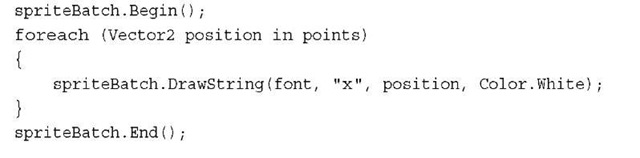 spriteBatch.Begin();
foreach (Vector2 position in points)
{
    spriteBatch.DrawString(font, "x", position, Color.White);
}
spriteBatch.End();